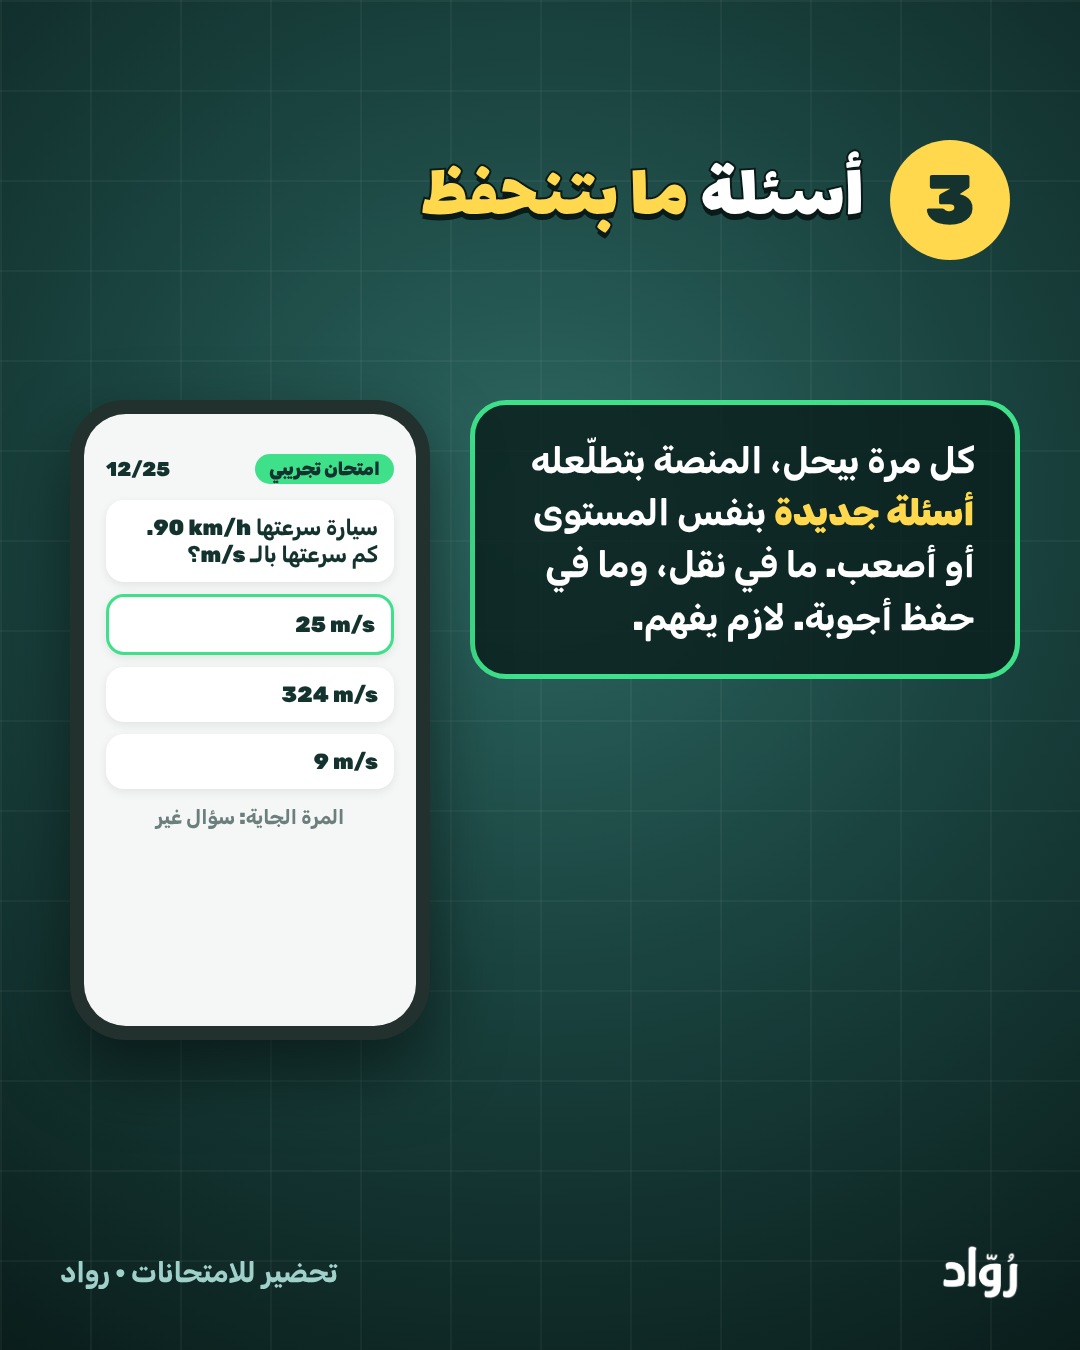 3
أسئلة ما بتنحفظ
كل مرة بيحل، المنصة بتطلّعله
أسئلة جديدة بنفس المستوى
أو أصعب. ما في نقل، وما في
حفظ أجوبة. لازم يفهم.
امتحان تجريبي
12/25
سيارة سرعتها 90 km/h.
كم سرعتها بالـ m/s؟
25 m/s
324 m/s
9 m/s
المرة الجاية: سؤال غير
رُوّاد
تحضير للامتحانات • رواد